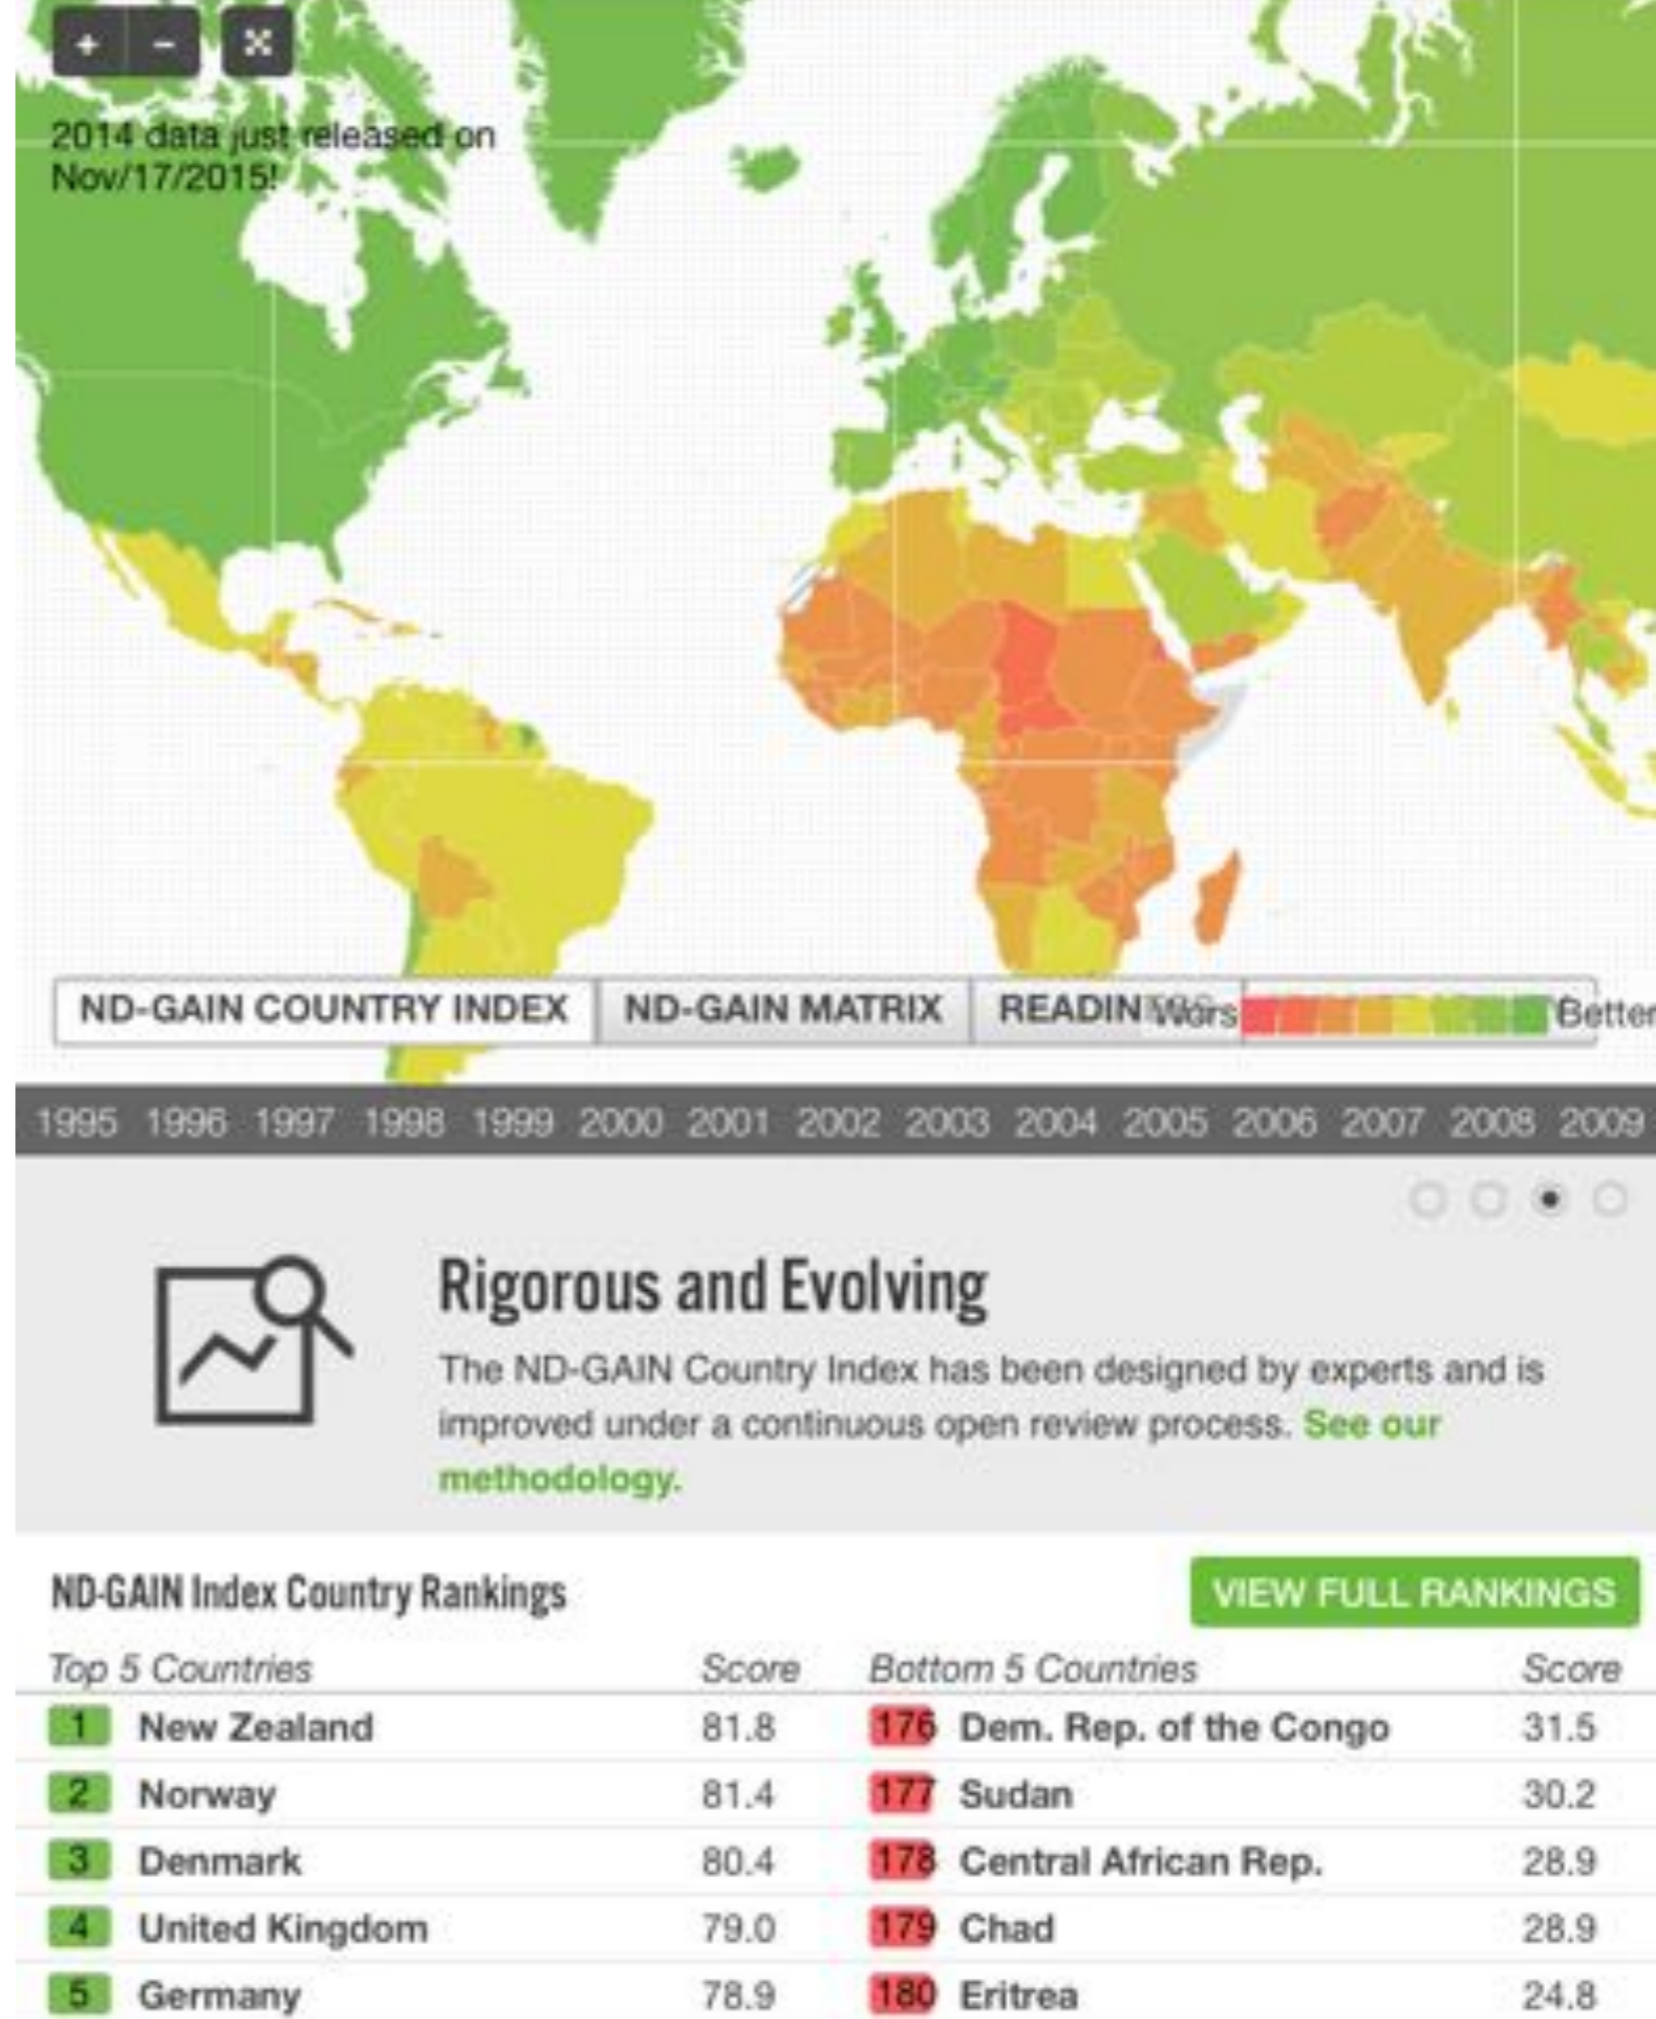 + −
2014 data just released on
Nov/17/2015!
ND-GAIN COUNTRY INDEX ND-GAIN MATRIX READIN Wors Better
1995 1996 1997 1998 1999 2000 2001 2002 2003 2004 2005 2006 2007 2008 2009
Rigorous and Evolving
The ND-GAIN Country Index has been designed by experts and is
improved under a continuous open review process. See our
methodology.
ND-GAIN Index Country Rankings VIEW FULL RANKINGS
Top 5 Countries Score Bottom 5 Countries Score
1 New Zealand 81.8 176 Dem. Rep. of the Congo 31.5
2 Norway 81.4 177 Sudan 30.2
3 Denmark 80.4 178 Central African Rep. 28.9
4 United Kingdom 79.0 179 Chad 28.9
5 Germany 78.9 180 Eritrea 24.8